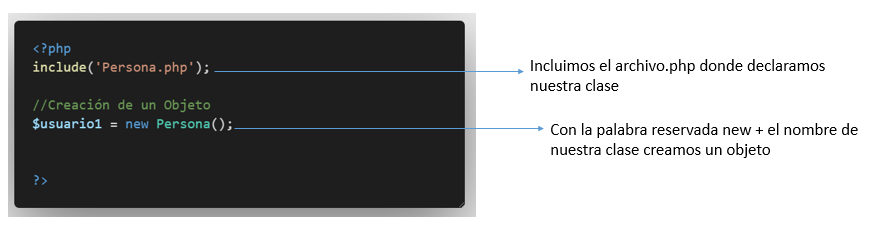 <?php
include('Persona.php');
Incluimos el archivo.php donde declaramos
nuestra clase
//Creación de un Objeto
$usuario1 = new Persona();
Con la palabra reservada new + el nombre de
nuestra clase creamos un objeto
?>